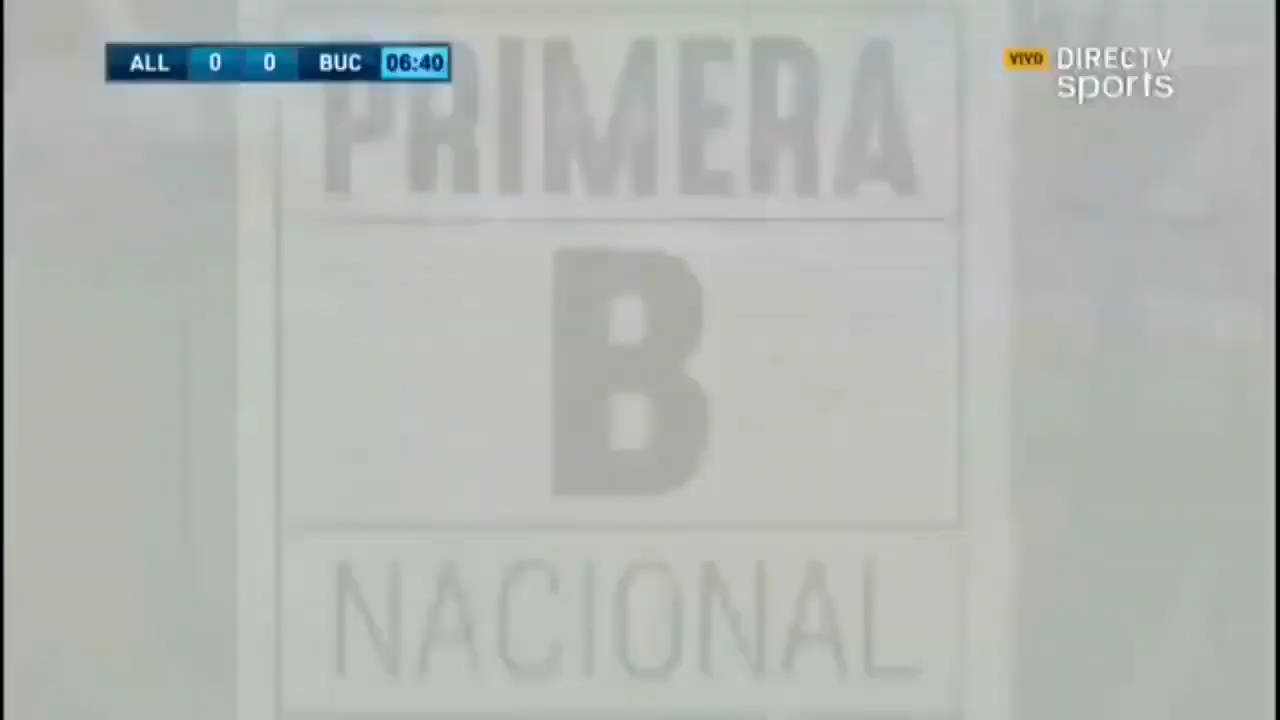 ALL 0 0 BUC 06:40
VIVO DIRECTV
sports
PRIMERA
B
NACIONAL